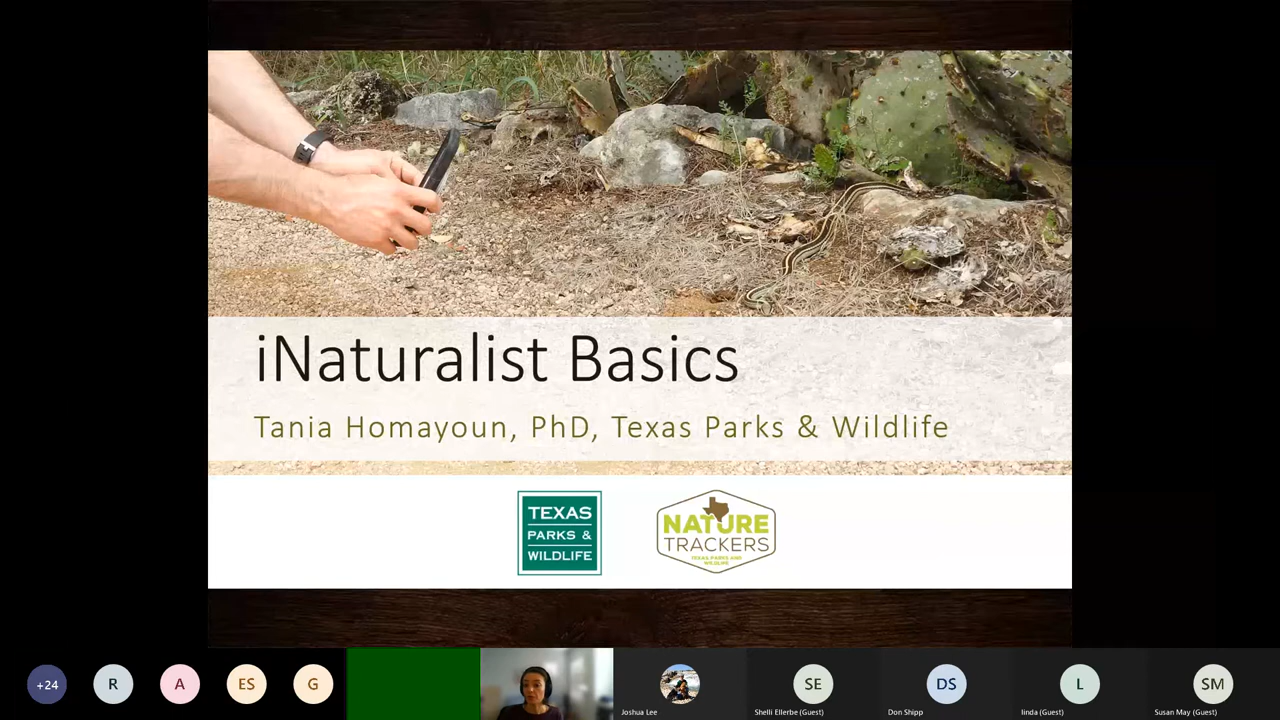 iNaturalist Basics
Tania Homayoun, PhD, Texas Parks & Wildlife
TEXAS
PARKS &
WILDLIFE
NATURE
TRACKERS
TEXAS PARKS AND
WILDLIFE
+24
R
A
ES
G
Joshua Lee
SE
Shelli Ellerbe (Guest)
DS
Don Shipp
L
linda (Guest)
SM
Susan May (Guest)